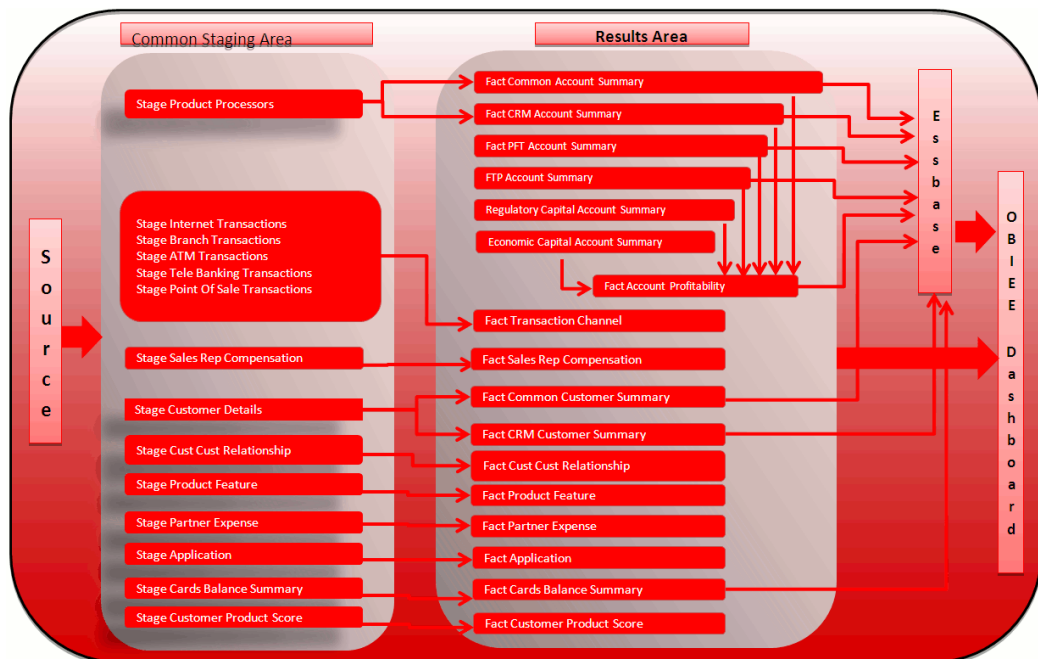 Common Staging Area
Results Area
Source
Stage Product Processors
Stage Internet Transactions
Stage Branch Transactions
Stage ATM Transactions
Stage Tele Banking Transactions
Stage Point Of Sale Transactions
Stage Sales Rep Compensation
Stage Customer Details
Stage Cust Cust Relationship
Stage Product Feature
Stage Partner Expense
Stage Application
Stage Cards Balance Summary
Stage Customer Product Score
Fact Common Account Summary
Fact CRM Account Summary
Fact PFT Account Summary
FTP Account Summary
Regulatory Capital Account Summary
Economic Capital Account Summary
Fact Account Profitability
Fact Transaction Channel
Fact Sales Rep Compensation
Fact Common Customer Summary
Fact CRM Customer Summary
Fact Cust Cust Relationship
Fact Product Feature
Fact Partner Expense
Fact Application
Fact Cards Balance Summary
Fact Customer Product Score
Essbase
OBIEE Dashboard